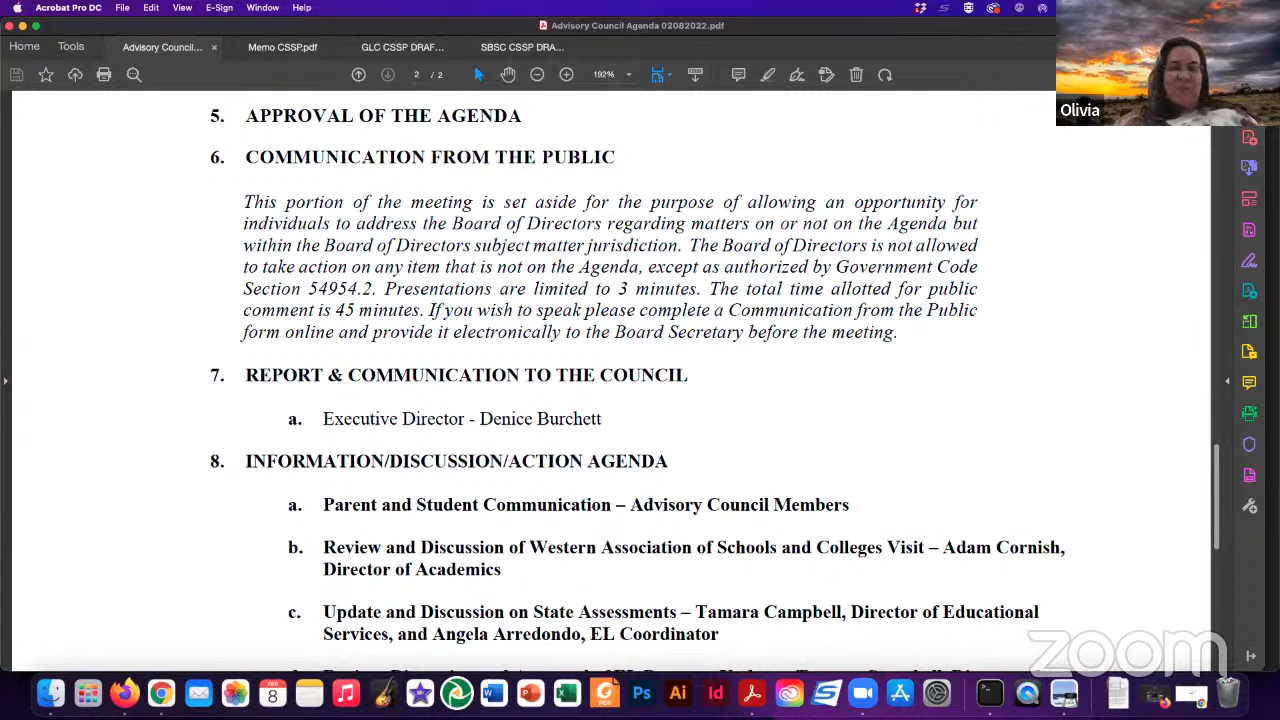 Acrobat Pro DC File Edit View E-Sign Window Help
Advisory Council Agenda 02082022.pdf
Home Tools Advisory Council... × Memo CSSP.pdf GLC CSSP DRAF... SBSC CSSP DRA...
2 / 2 192%
Olivia
5. APPROVAL OF THE AGENDA
6. COMMUNICATION FROM THE PUBLIC
This portion of the meeting is set aside for the purpose of allowing an opportunity for
individuals to address the Board of Directors regarding matters on or not on the Agenda but
within the Board of Directors subject matter jurisdiction. The Board of Directors is not allowed
to take action on any item that is not on the Agenda, except as authorized by Government Code
Section 54954.2. Presentations are limited to 3 minutes. The total time allotted for public
comment is 45 minutes. If you wish to speak please complete a Communication from the Public
form online and provide it electronically to the Board Secretary before the meeting.
7. REPORT & COMMUNICATION TO THE COUNCIL
a. Executive Director - Denice Burchett
8. INFORMATION/DISCUSSION/ACTION AGENDA
a. Parent and Student Communication – Advisory Council Members
b. Review and Discussion of Western Association of Schools and Colleges Visit – Adam Cornish,
Director of Academics
c. Update and Discussion on State Assessments – Tamara Campbell, Director of Educational
Services, and Angela Arredondo, EL Coordinator
zoom
FEB
8
W P X PDF Ps Ai Id S